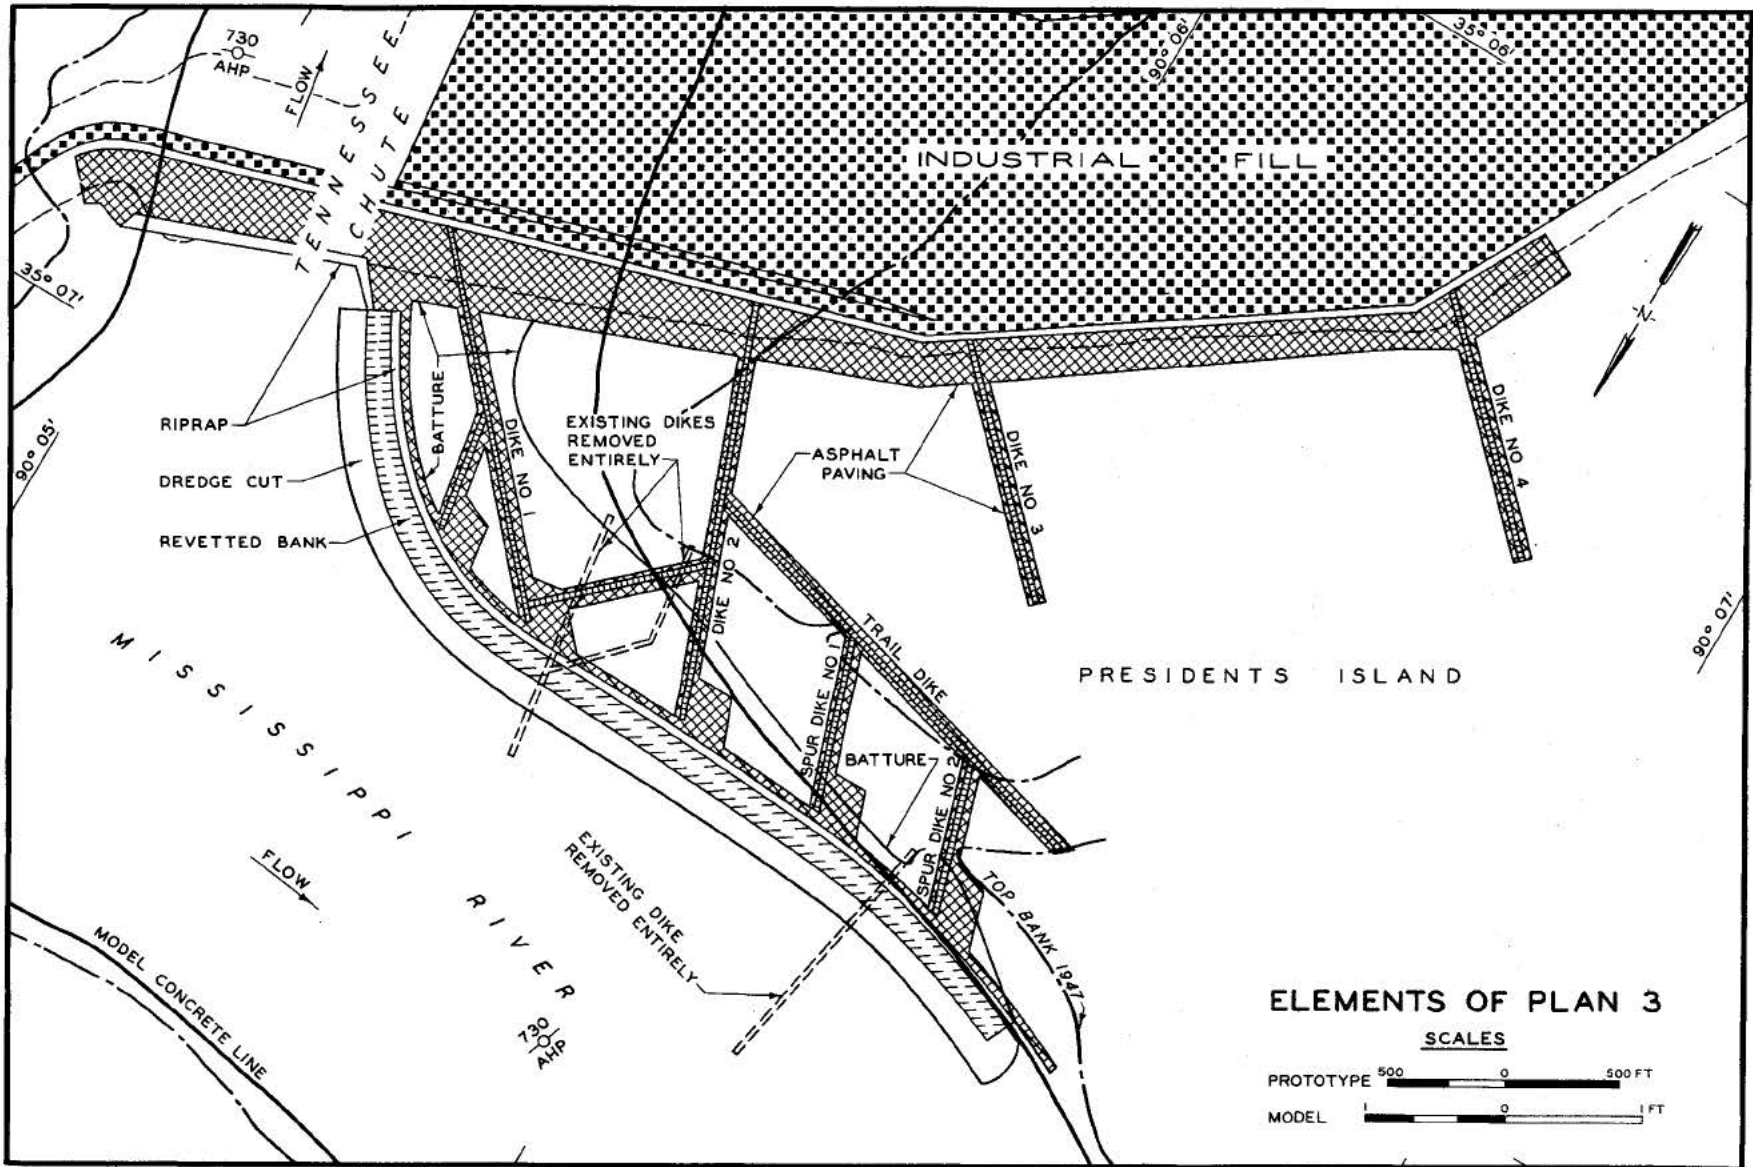 730
AHP
FLOW
TENNESSEE
CHUTE
90° 06'
35° 06'
INDUSTRIAL FILL
35° 07'
-N-
RIPRAP
BATTURE
DREDGE CUT
REVETTED BANK
90° 05'
DIKE NO 1
EXISTING DIKES
REMOVED
ENTIRELY
ASPHALT
PAVING
DIKE NO 3
DIKE NO 4
DIKE NO 2
TRAIL DIKE
SPUR DIKE NO 1
BATTURE
SPUR DIKE NO 2
PRESIDENTS ISLAND
90° 07'
MISSISSIPPI RIVER
FLOW
EXISTING DIKE
REMOVED ENTIRELY
TOP BANK 1947
MODEL CONCRETE LINE
730
AHP
ELEMENTS OF PLAN 3
SCALES
PROTOTYPE 500 0 500 FT
MODEL 1 0 1 FT